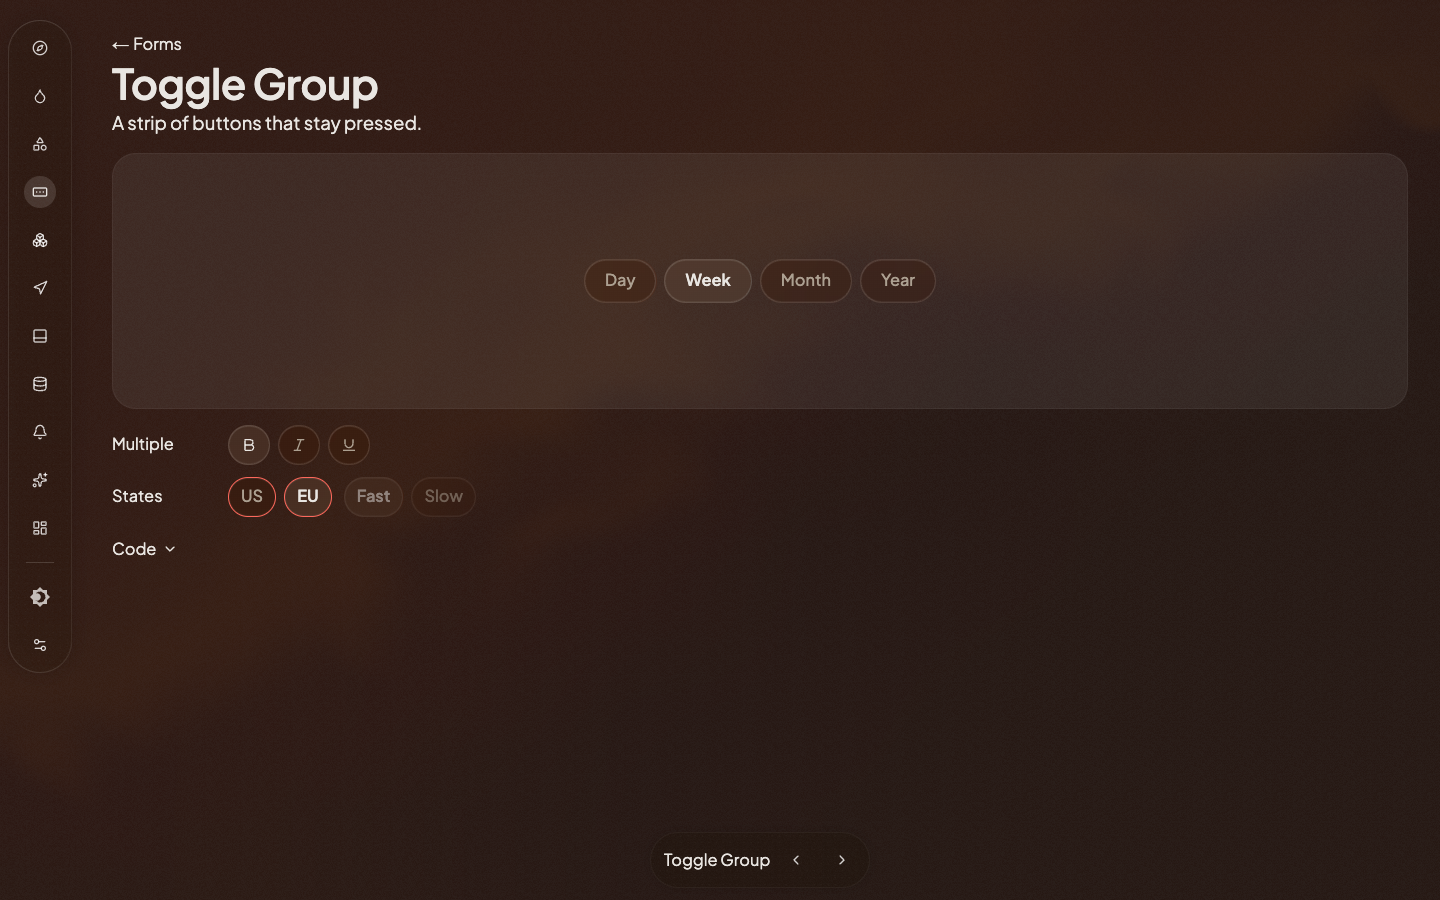 ← Forms
Toggle Group
A strip of buttons that stay pressed.
Day Week Month Year
Multiple B I U
States US EU Fast Slow
Code
Toggle Group